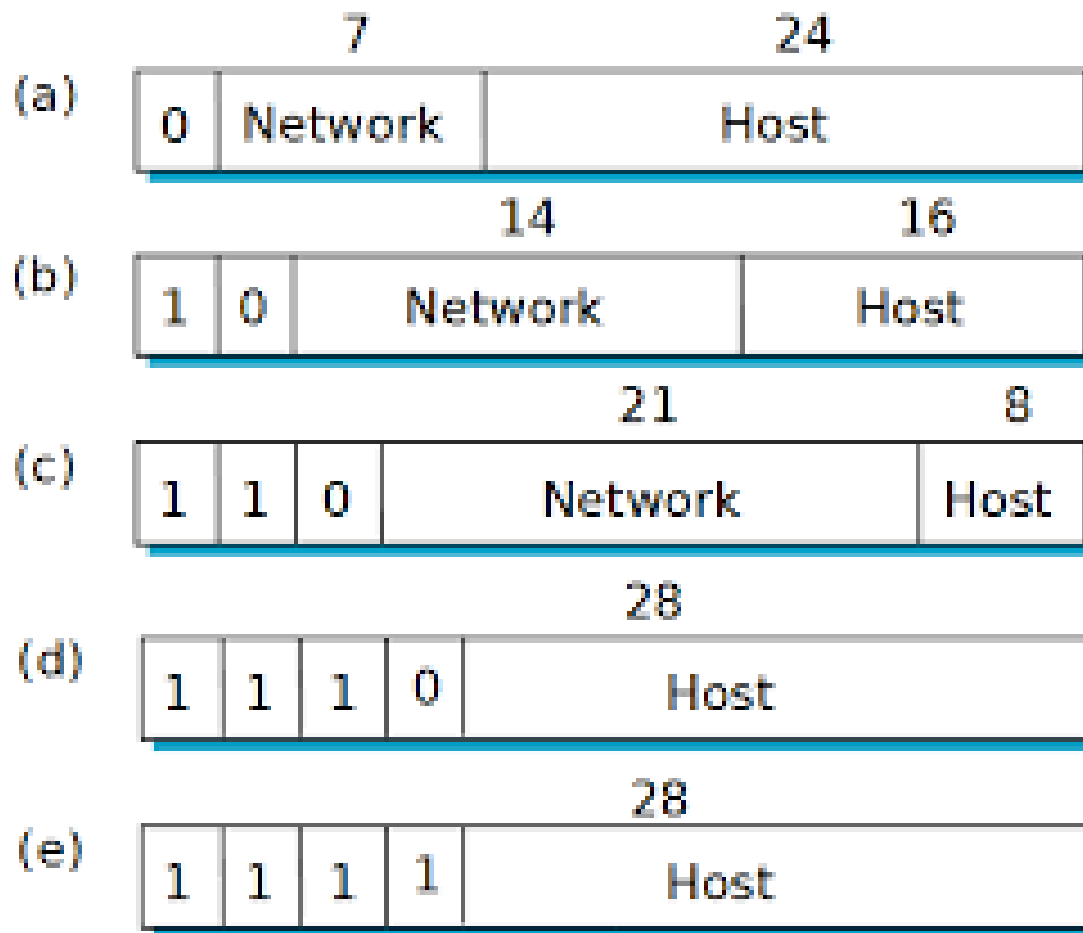 7 24
(a) 0 Network Host
14 16
(b) 1 0 Network Host
21 8
(c) 1 1 0 Network Host
28
(d) 1 1 1 0 Host
28
(e) 1 1 1 1 Host